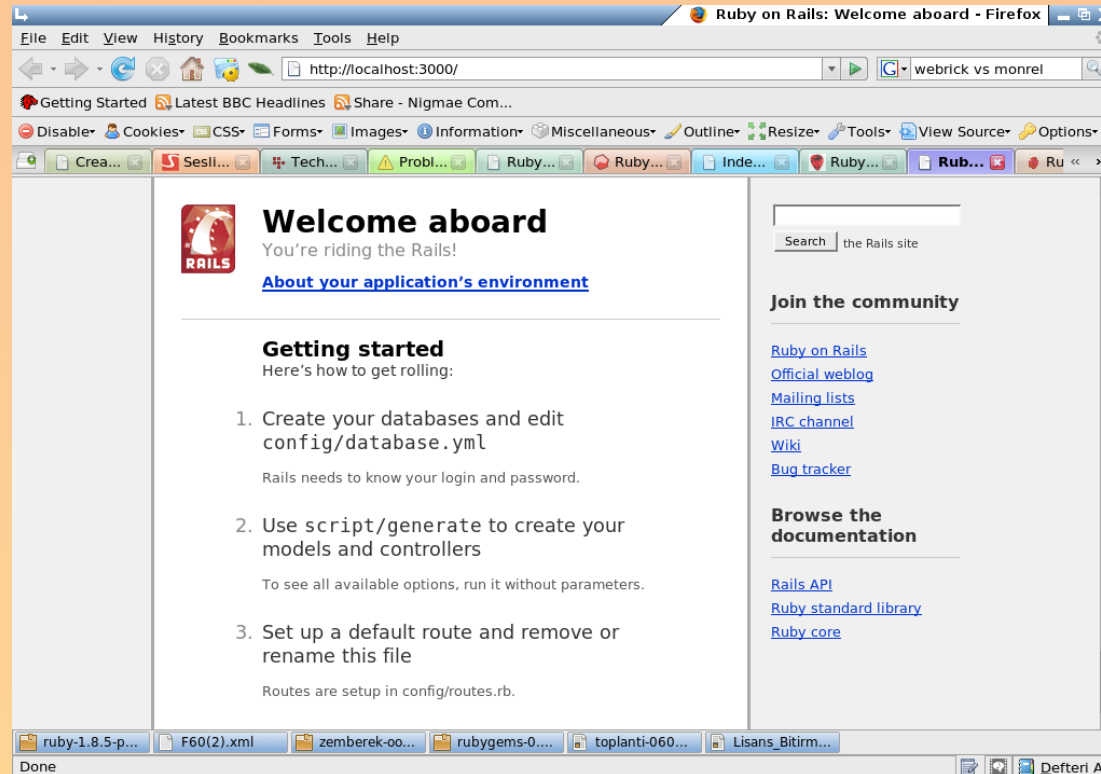 Ruby on Rails: Welcome aboard - Firefox
File Edit View History Bookmarks Tools Help
http://localhost:3000/
G webrick vs monrel
Getting Started Latest BBC Headlines Share - Nigmae Com...
Disable Cookies CSS Forms Images Information Miscellaneous Outline Resize Tools View Source Options
Crea... Sesli... Tech... Probl... Ruby... Ruby... Inde... Ruby... Rub... Ru
RAILS
Welcome aboard
You're riding the Rails!
About your application's environment
Getting started
Here's how to get rolling:
1. Create your databases and edit
config/database.yml
Rails needs to know your login and password.
2. Use script/generate to create your
models and controllers
To see all available options, run it without parameters.
3. Set up a default route and remove or
rename this file
Routes are setup in config/routes.rb.
Search the Rails site
Join the community
Ruby on Rails
Official weblog
Mailing lists
IRC channel
Wiki
Bug tracker
Browse the
documentation
Rails API
Ruby standard library
Ruby core
ruby-1.8.5-p... F60(2).xml zemberek-oo... rubygems-0.... toplanti-060... Lisans_Bitirm...
Done
Defteri A